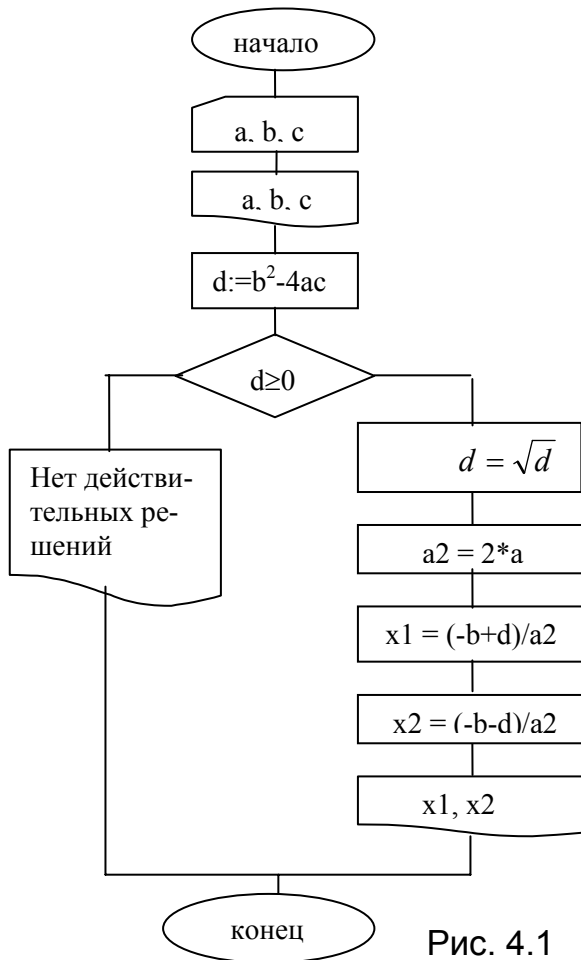 начало
a, b, c
a, b, c
d:=b²-4ac
d≥0
Нет действи-
тельных ре-
шений
d = √d
a2 = 2*a
x1 = (-b+d)/a2
x2 = (-b-d)/a2
x1, x2
конец
Рис. 4.1